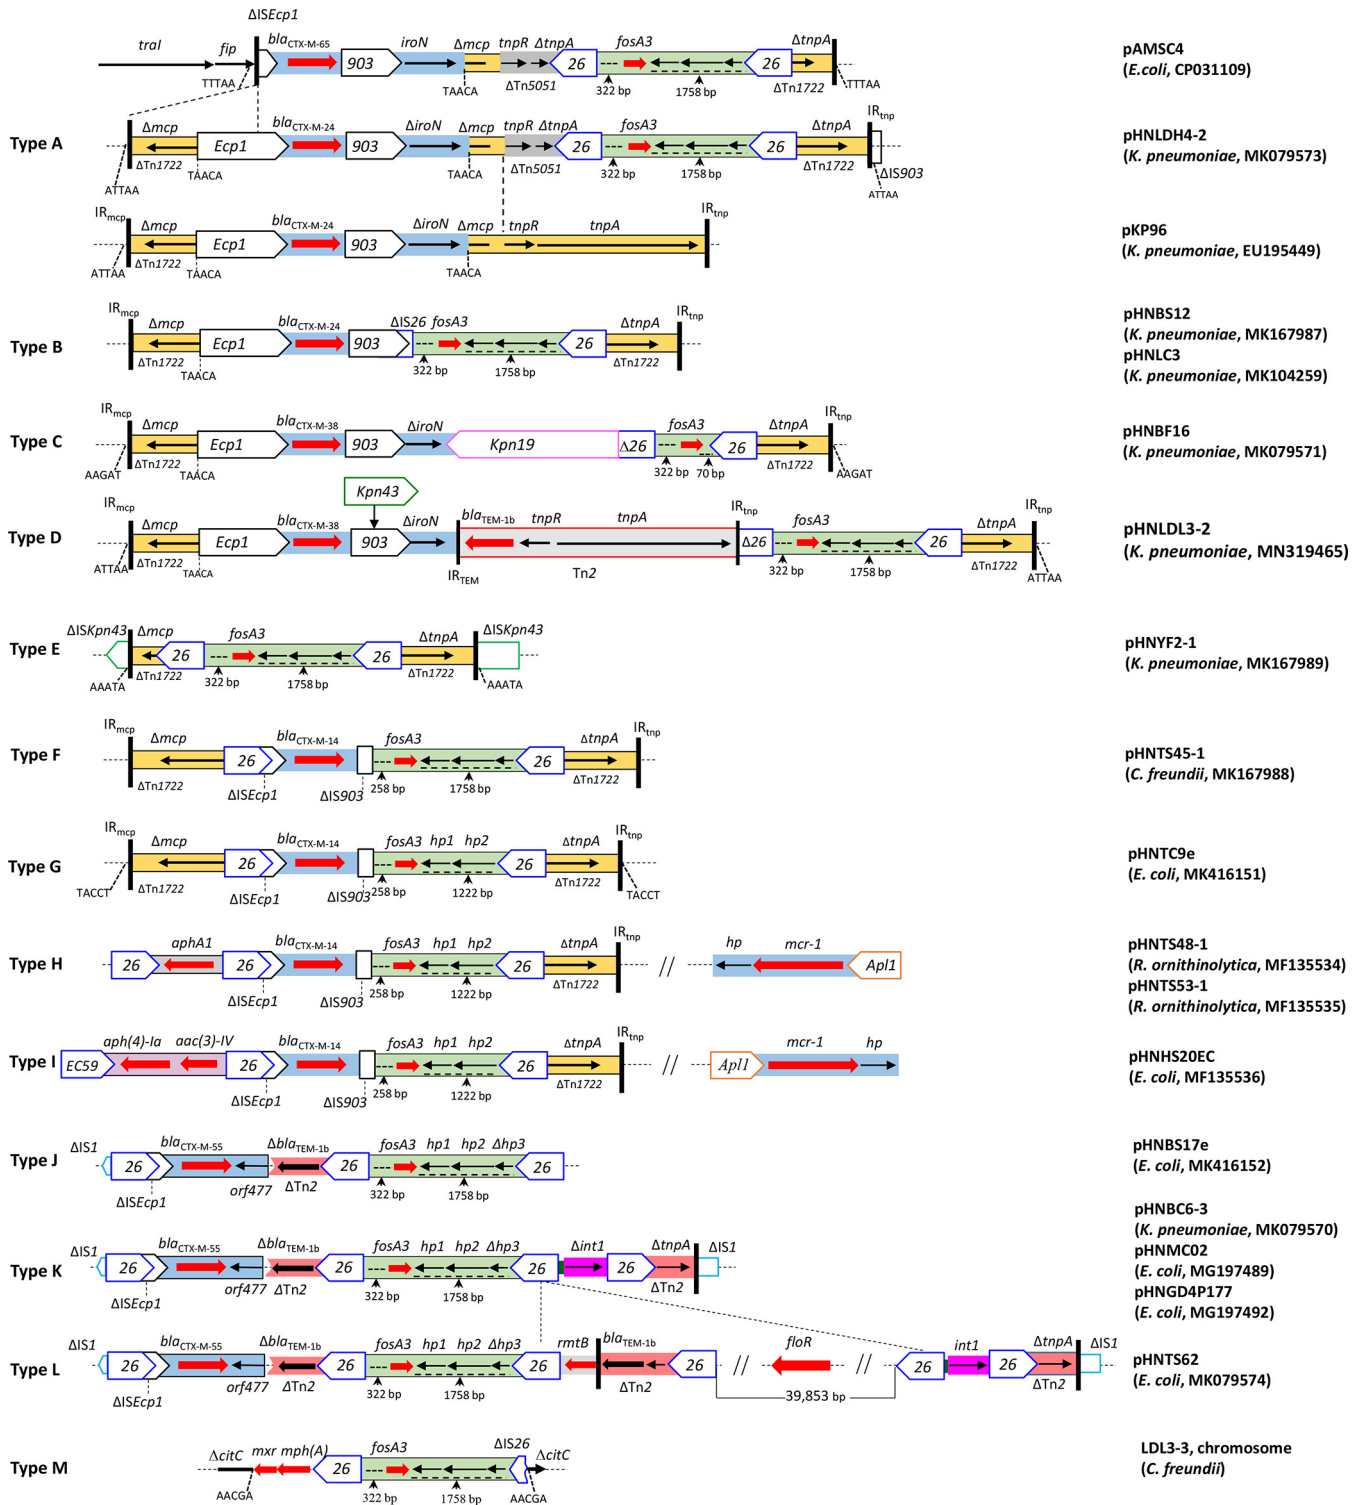 ΔISEcp1
traI fip blaCTX-M-65 903 iroN Δmcp tnpR ΔtnpA 26 fosA3 26 ΔtnpA
TTTAA TAACA ΔTn5051 322 bp 1758 bp ΔTn1722 TTTAA
pAMSC4
(E.coli, CP031109)
Type A
Δmcp Ecp1 blaCTX-M-24 903 ΔiroN Δmcp tnpR ΔtnpA 26 fosA3 26 ΔtnpA IRtnp
ATTAA ΔTn1722 TAACA TAACA ΔTn5051 322 bp 1758 bp ΔTn1722 ΔIS903 ATTAA
pHNLDH4-2
(K. pneumoniae, MK079573)
IRmcp Δmcp Ecp1 blaCTX-M-24 903 ΔiroN Δmcp tnpR tnpA IRtnp
ATTAA ΔTn1722 TAACA TAACA
pKP96
(K. pneumoniae, EU195449)
Type B
IRmcp Δmcp Ecp1 blaCTX-M-24 903 ΔIS26 fosA3 26 ΔtnpA IRtnp
ΔTn1722 TAACA 322 bp 1758 bp ΔTn1722
pHNBS12
(K. pneumoniae, MK167987)
pHNLC3
(K. pneumoniae, MK104259)
Type C
IRmcp Δmcp Ecp1 blaCTX-M-38 903 ΔiroN Kpn19 Δ26 fosA3 26 ΔtnpA IRtnp
AAGAT ΔTn1722 TAACA 322 bp 70 bp ΔTn1722 AAGAT
pHNBF16
(K. pneumoniae, MK079571)
Kpn43
Type D
IRmcp Δmcp Ecp1 blaCTX-M-38 903 ΔiroN blaTEM-1b tnpR tnpA IRtnp Δ26 fosA3 26 ΔtnpA IRtnp
ATTAA ΔTn1722 TAACA IRTEM Tn2 322 bp 1758 bp ΔTn1722 ATTAA
pHNLDL3-2
(K. pneumoniae, MN319465)
Type E
ΔISKpn43 Δmcp 26 fosA3 26 ΔtnpA ΔISKpn43
AAATA ΔTn1722 322 bp 1758 bp ΔTn1722 AAATA
pHNYF2-1
(K. pneumoniae, MK167989)
Type F
IRmcp Δmcp 26 blaCTX-M-14 fosA3 26 ΔtnpA IRtnp
ΔTn1722 ΔISEcp1 ΔIS903 258 bp 1758 bp ΔTn1722
pHNTS45-1
(C. freundii, MK167988)
Type G
IRmcp Δmcp 26 blaCTX-M-14 fosA3 hp1 hp2 26 ΔtnpA IRtnp
TACCT ΔTn1722 ΔISEcp1 ΔIS903 258 bp 1222 bp ΔTn1722 TACCT
pHNTC9e
(E. coli, MK416151)
Type H
26 aphA1 26 blaCTX-M-14 fosA3 hp1 hp2 26 ΔtnpA IRtnp // hp mcr-1 Apl1
ΔISEcp1 ΔIS903 258 bp 1222 bp ΔTn1722
pHNTS48-1
(R. ornithinolytica, MF135534)
pHNTS53-1
(R. ornithinolytica, MF135535)
Type I
EC59 aph(4)-Ia aac(3)-IV 26 blaCTX-M-14 fosA3 hp1 hp2 26 ΔtnpA IRtnp // Apl1 mcr-1 hp
ΔISEcp1 ΔIS903 258 bp 1222 bp ΔTn1722
pHNHS20EC
(E. coli, MF135536)
Type J
ΔIS1 26 blaCTX-M-55 ΔblaTEM-1b 26 fosA3 hp1 hp2 Δhp3 26
ΔISEcp1 orf477 ΔTn2 322 bp 1758 bp
pHNBS17e
(E. coli, MK416152)
Type K
ΔIS1 26 blaCTX-M-55 ΔblaTEM-1b 26 fosA3 hp1 hp2 Δhp3 26 Δint1 26 ΔtnpA ΔIS1
ΔISEcp1 orf477 ΔTn2 322 bp 1758 bp ΔTn2
pHNBC6-3
(K. pneumoniae, MK079570)
pHNMC02
(E. coli, MG197489)
pHNGD4P177
(E. coli, MG197492)
Type L
ΔIS1 26 blaCTX-M-55 ΔblaTEM-1b 26 fosA3 hp1 hp2 Δhp3 26 rmtB blaTEM-1b 26 // floR // 26 int1 26 ΔtnpA ΔIS1
ΔISEcp1 orf477 ΔTn2 322 bp 1758 bp ΔTn2 39,853 bp ΔTn2
pHNTS62
(E. coli, MK079574)
Type M
ΔcitC mxr mph(A) 26 fosA3 ΔIS26 ΔcitC
AACGA 322 bp 1758 bp AACGA
LDL3-3, chromosome
(C. freundii)